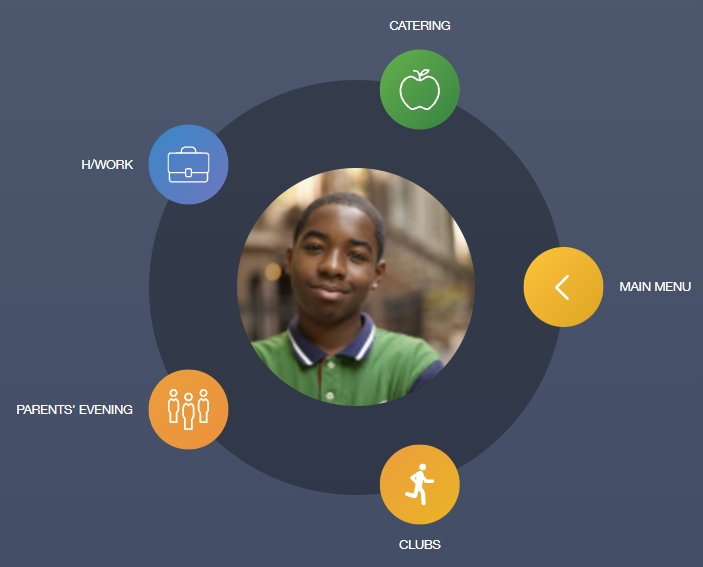 CATERING
H/WORK
MAIN MENU
PARENTS' EVENING
CLUBS